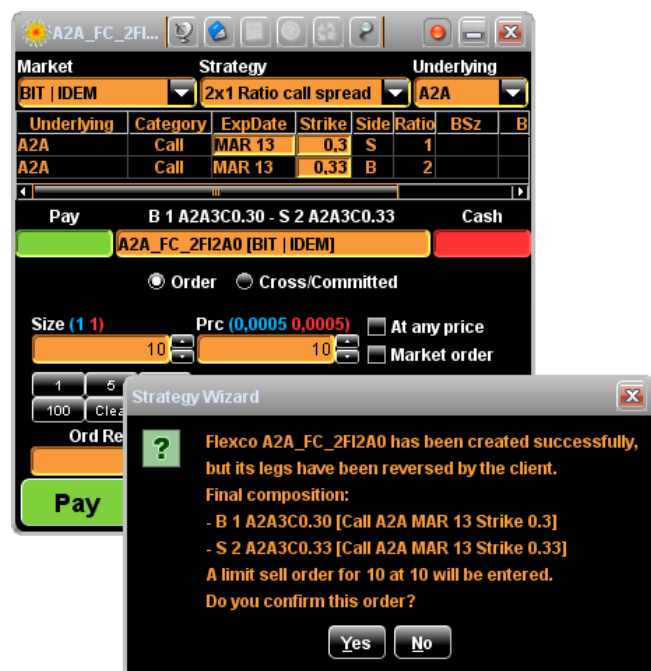 A2A_FC_2FI...
Market Strategy Underlying
BIT | IDEM 2x1 Ratio call spread A2A
Underlying Category ExpDate Strike Side Ratio BSz B
A2A Call MAR 13 0,3 S 1
A2A Call MAR 13 0,33 B 2
Pay B 1 A2A3C0.30 - S 2 A2A3C0.33 Cash
A2A_FC_2FI2A0 [BIT | IDEM]
Order Cross/Committed
Size (1 1) Prc (0,0005 0,0005) At any price
10 10 Market order
1 5
100 Clea
Ord Re
Pay
Strategy Wizard
? Flexco A2A_FC_2FI2A0 has been created successfully,
but its legs have been reversed by the client.
Final composition:
- B 1 A2A3C0.30 [Call A2A MAR 13 Strike 0.3]
- S 2 A2A3C0.33 [Call A2A MAR 13 Strike 0.33]
A limit sell order for 10 at 10 will be entered.
Do you confirm this order?
Yes No